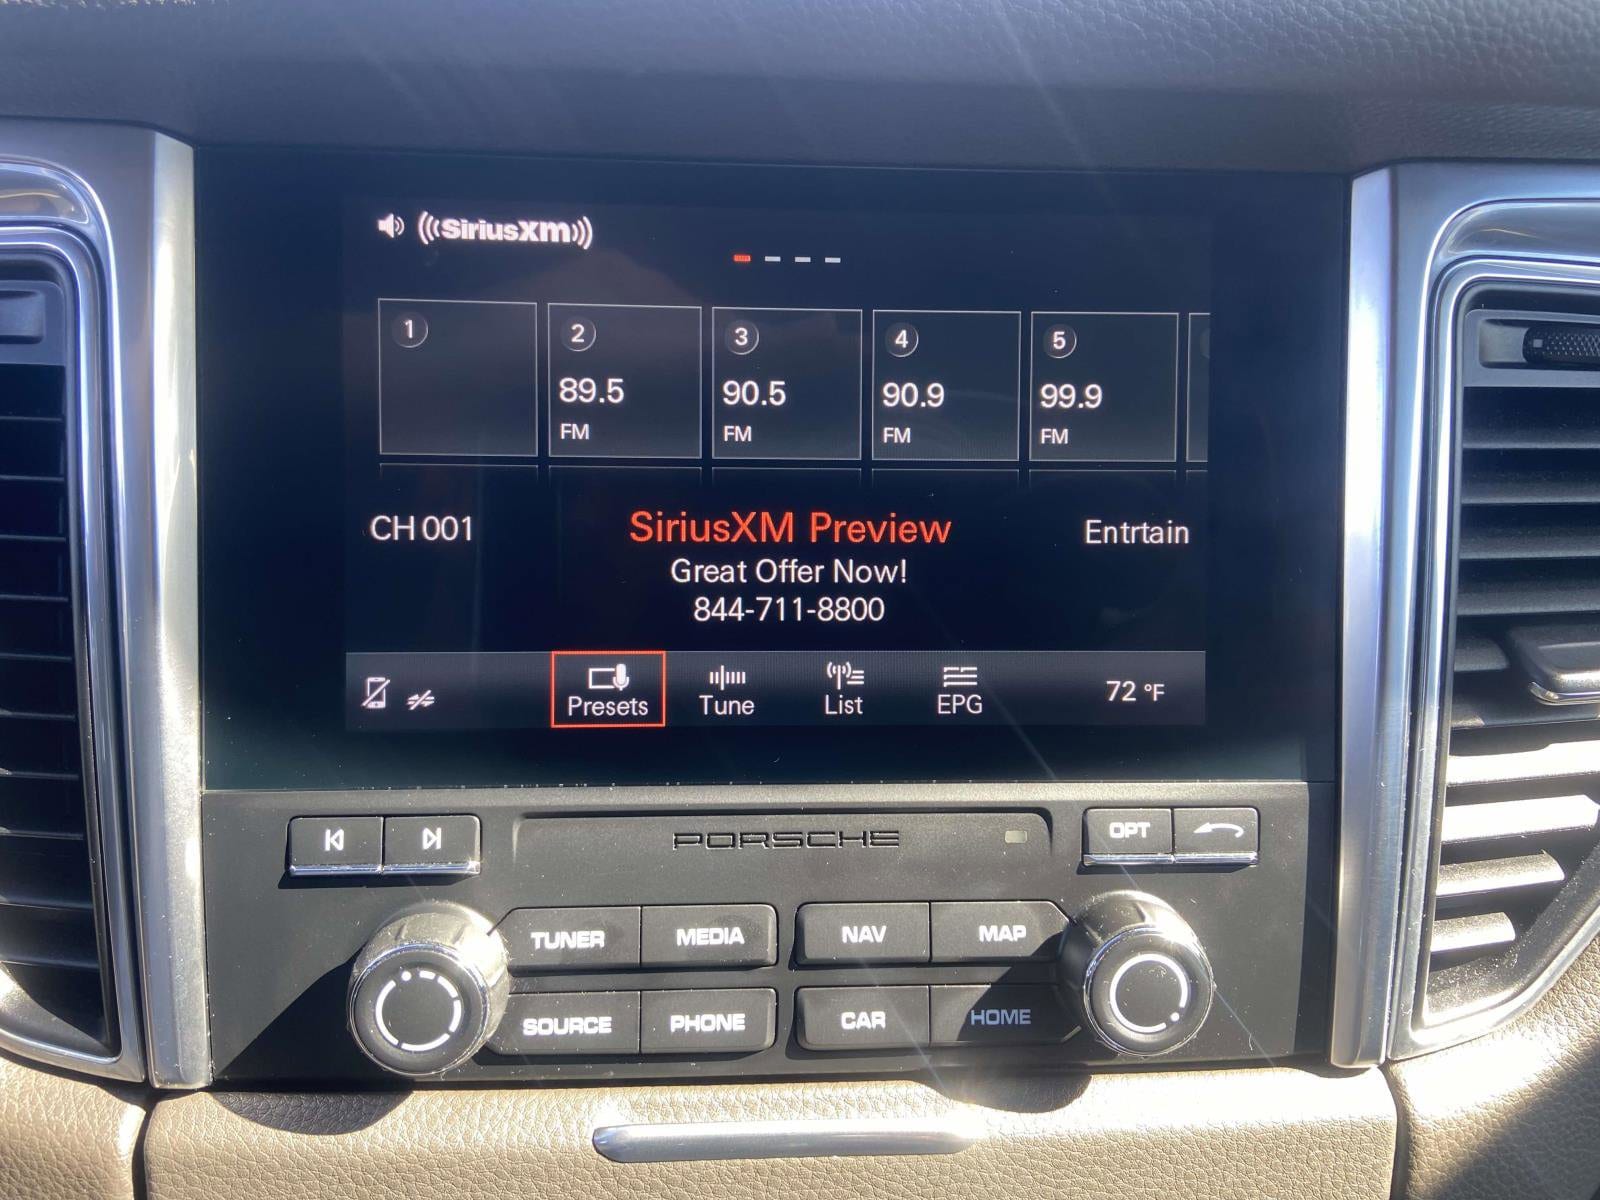 ((SiriusXM))
1 2 3 4 5
89.5 90.5 90.9 99.9
FM FM FM FM
CH 001 SiriusXM Preview Entrtain
Great Offer Now!
844-711-8800
Presets Tune List EPG 72 °F
PORSCHE OPT
TUNER MEDIA NAV MAP
SOURCE PHONE CAR HOME